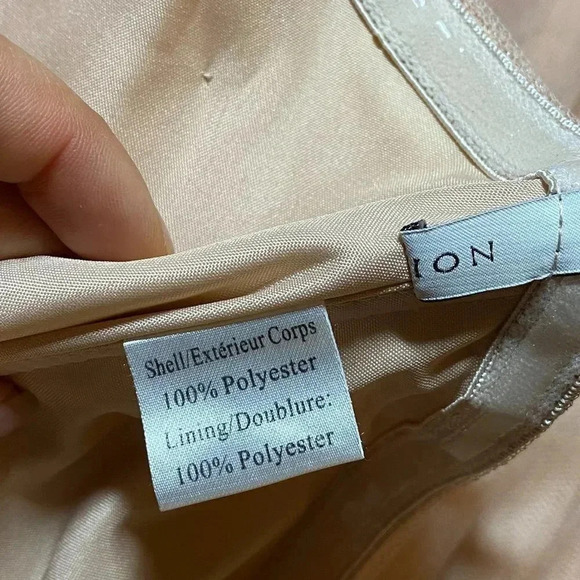 ION
Shell/Extérieur Corps
100% Polyester
Lining/Doublure:
100% Polyester